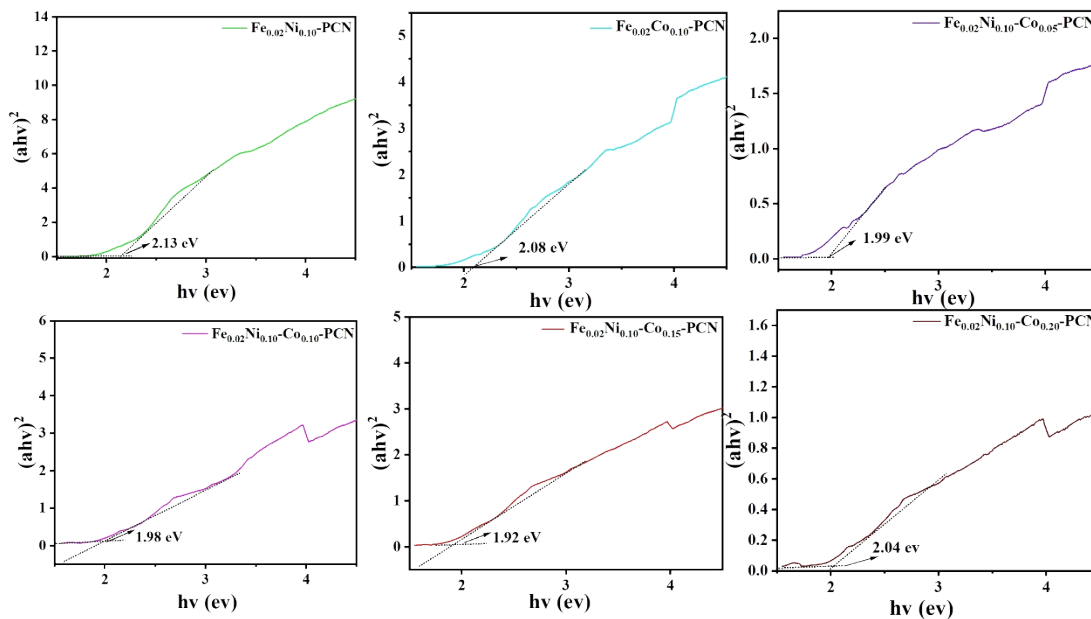 Fe0.02Ni0.10-PCN
14
12
10
8
6
4
2
0
(ahv)2
2.13 eV
2
3
4
hv (ev)
Fe0.02Co0.10-PCN
5
4
3
2
1
0
(ahv)2
2.08 eV
2
3
4
hv (ev)
Fe0.02Ni0.10-Co0.05-PCN
2.0
1.5
1.0
0.5
0.0
(ahv)2
1.99 eV
2
3
4
hv (ev)
Fe0.02Ni0.10-Co0.10-PCN
6
5
4
3
2
1
0
(ahv)2
1.98 eV
2
3
4
hv (ev)
Fe0.02Ni0.10-Co0.15-PCN
5
4
3
2
1
0
(ahv)2
1.92 eV
2
3
4
hv (ev)
Fe0.02Ni0.10-Co0.20-PCN
1.6
1.4
1.2
1.0
0.8
0.6
0.4
0.2
0.0
(ahv)2
2.04 ev
2
3
4
hv (ev)